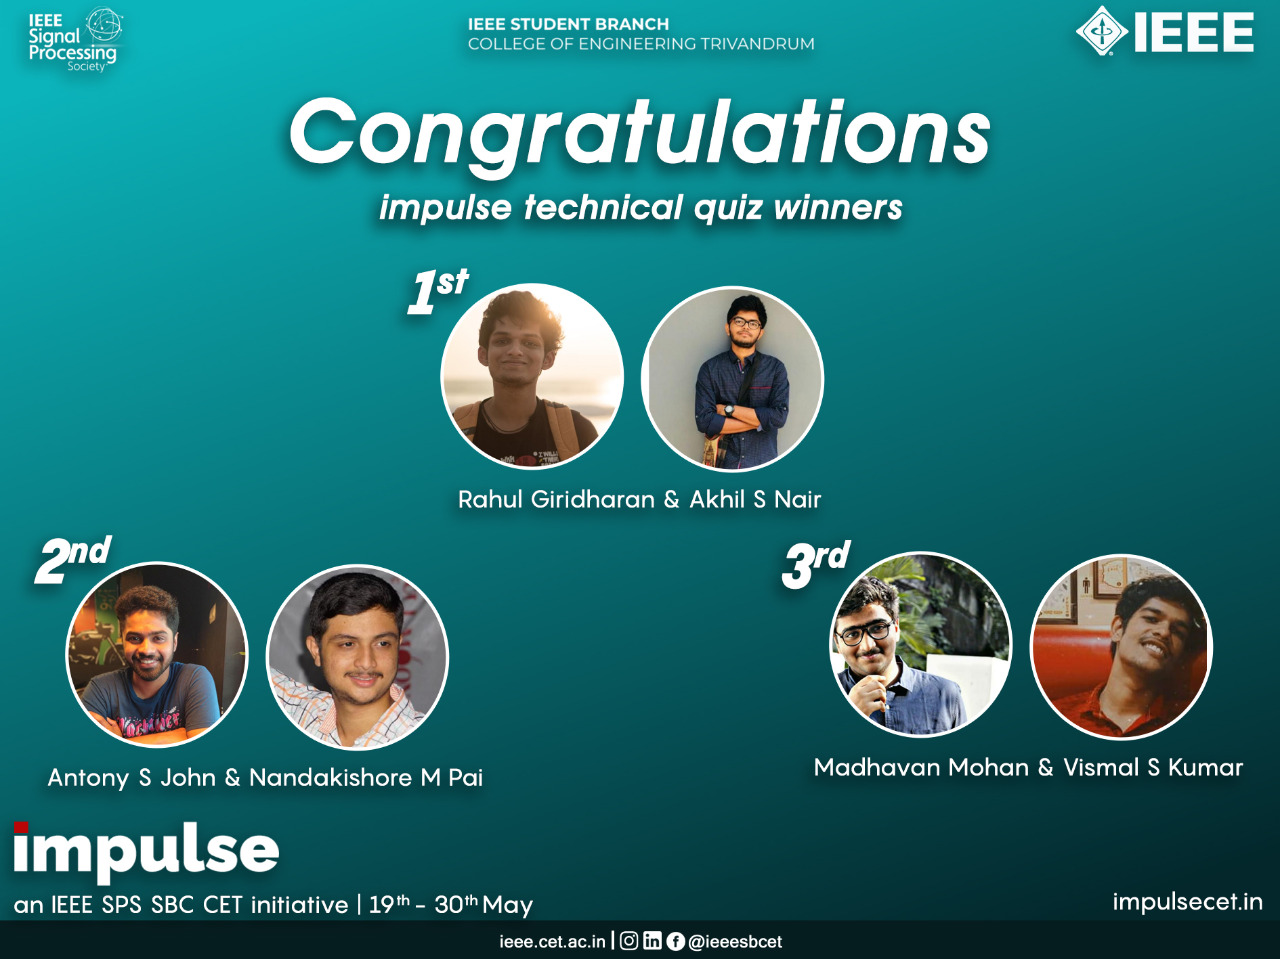 IEEE
Signal
Processing
Society
IEEE STUDENT BRANCH
COLLEGE OF ENGINEERING TRIVANDRUM
IEEE
Congratulations
impulse technical quiz winners
1st
Rahul Giridharan & Akhil S Nair
2nd
Antony S John & Nandakishore M Pai
3rd
Madhavan Mohan & Vismal S Kumar
impulse
an IEEE SPS SBC CET initiative | 19th - 30th May
impulsecet.in
ieee.cet.ac.in | @ieeesbcet